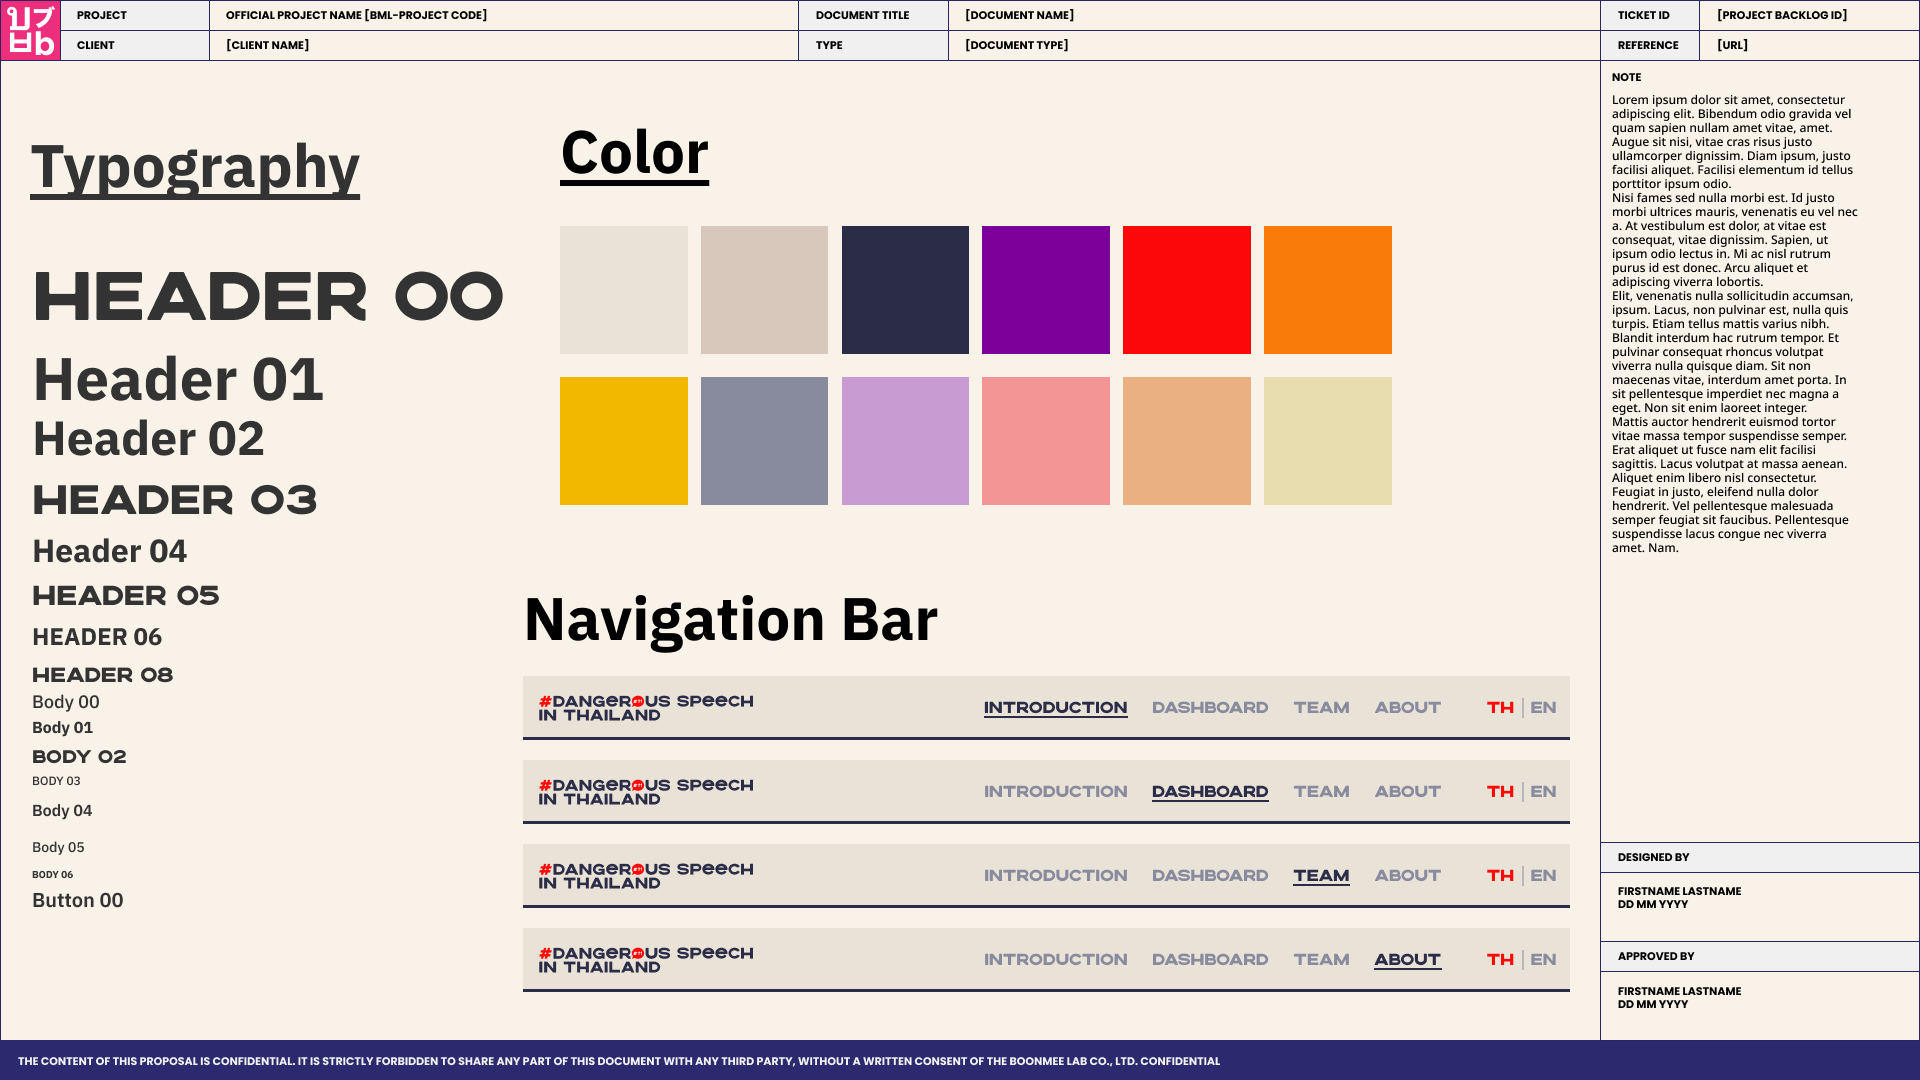 บブ
ㅂb
PROJECT
OFFICIAL PROJECT NAME [BML-PROJECT CODE]
DOCUMENT TITLE
[DOCUMENT NAME]
TICKET ID
[PROJECT BACKLOG ID]
CLIENT
[CLIENT NAME]
TYPE
[DOCUMENT TYPE]
REFERENCE
[URL]
Typography
HEADER 00
Header 01
Header 02
HEADER 03
Header 04
HEADER 05
HEADER 06
HEADER 08
Body 00
Body 01
BODY 02
BODY 03
Body 04
Body 05
BODY 06
Button 00
Color
Navigation Bar
#DANGEROUS SPEECH
IN THAILAND
INTRODUCTION DASHBOARD TEAM ABOUT TH | EN
#DANGEROUS SPEECH
IN THAILAND
INTRODUCTION DASHBOARD TEAM ABOUT TH | EN
#DANGEROUS SPEECH
IN THAILAND
INTRODUCTION DASHBOARD TEAM ABOUT TH | EN
#DANGEROUS SPEECH
IN THAILAND
INTRODUCTION DASHBOARD TEAM ABOUT TH | EN
NOTE
Lorem ipsum dolor sit amet, consectetur
adipiscing elit. Bibendum odio gravida vel
quam sapien nullam amet vitae, amet.
Augue sit nisi, vitae cras risus justo
ullamcorper dignissim. Diam ipsum, justo
facilisi aliquet. Facilisi elementum id tellus
porttitor ipsum odio.
Nisi fames sed nulla morbi est. Id justo
morbi ultrices mauris, venenatis eu vel nec
a. At vestibulum est dolor, at vitae est
consequat, vitae dignissim. Sapien, ut
ipsum odio lectus in. Mi ac nisl rutrum
purus id est donec. Arcu aliquet et
adipiscing viverra lobortis.
Elit, venenatis nulla sollicitudin accumsan,
ipsum. Lacus, non pulvinar est, nulla quis
turpis. Etiam tellus mattis varius nibh.
Blandit interdum hac rutrum tempor. Et
pulvinar consequat rhoncus volutpat
viverra nulla quisque diam. Sit non
maecenas vitae, interdum amet porta. In
sit pellentesque imperdiet nec magna a
eget. Non sit enim laoreet integer.
Mattis auctor hendrerit euismod tortor
vitae massa tempor suspendisse semper.
Erat aliquet ut fusce nam elit facilisi
sagittis. Lacus volutpat at massa aenean.
Aliquet enim libero nisl consectetur.
Feugiat in justo, eleifend nulla dolor
hendrerit. Vel pellentesque malesuada
semper feugiat sit faucibus. Pellentesque
suspendisse lacus congue nec viverra
amet. Nam.
DESIGNED BY
FIRSTNAME LASTNAME
DD MM YYYY
APPROVED BY
FIRSTNAME LASTNAME
DD MM YYYY
THE CONTENT OF THIS PROPOSAL IS CONFIDENTIAL. IT IS STRICTLY FORBIDDEN TO SHARE ANY PART OF THIS DOCUMENT WITH ANY THIRD PARTY, WITHOUT A WRITTEN CONSENT OF THE BOONMEE LAB CO., LTD. CONFIDENTIAL